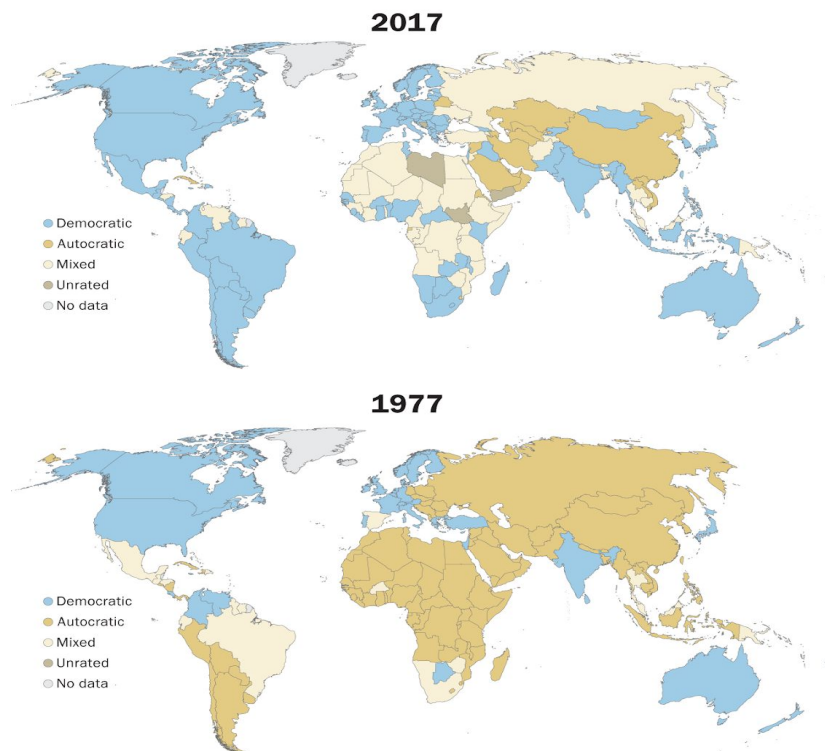 2017
Democratic
Autocratic
Mixed
Unrated
No data
1977
Democratic
Autocratic
Mixed
Unrated
No data